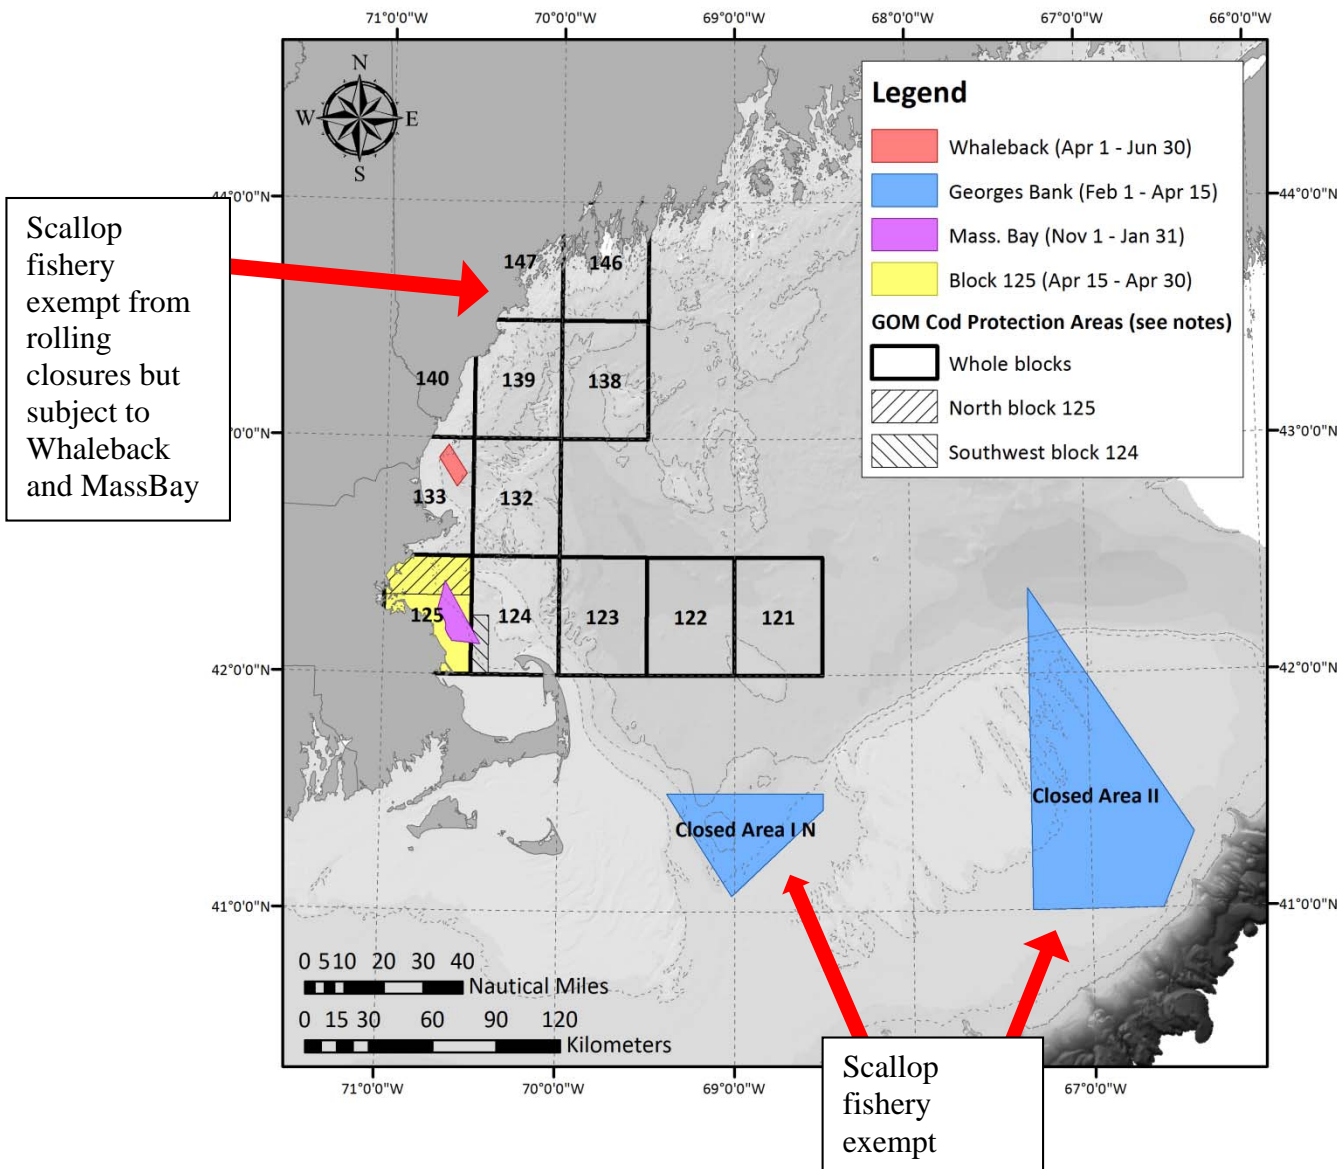 71°0'0"W
70°0'0"W
69°0'0"W
68°0'0"W
67°0'0"W
66°0'0"W
N
W
E
S
Legend
Whaleback (Apr 1 - Jun 30)
Georges Bank (Feb 1 - Apr 15)
Mass. Bay (Nov 1 - Jan 31)
Block 125 (Apr 15 - Apr 30)
GOM Cod Protection Areas (see notes)
Whole blocks
North block 125
Southwest block 124
44°0'0"N
44°0'0"N
Scallop
fishery
exempt from
rolling
closures but
subject to
Whaleback
and MassBay
147
146
140
139
138
0'0"N
43°0'0"N
133
132
125
124
123
122
121
42°0'0"N
42°0'0"N
Closed Area I N
Closed Area II
41°0'0"N
41°0'0"N
0 5 10 20 30 40
Nautical Miles
0 15 30 60 90 120
Kilometers
Scallop
fishery
exempt
71°0'0"W
70°0'0"W
69°0'0"W
67°0'0"W